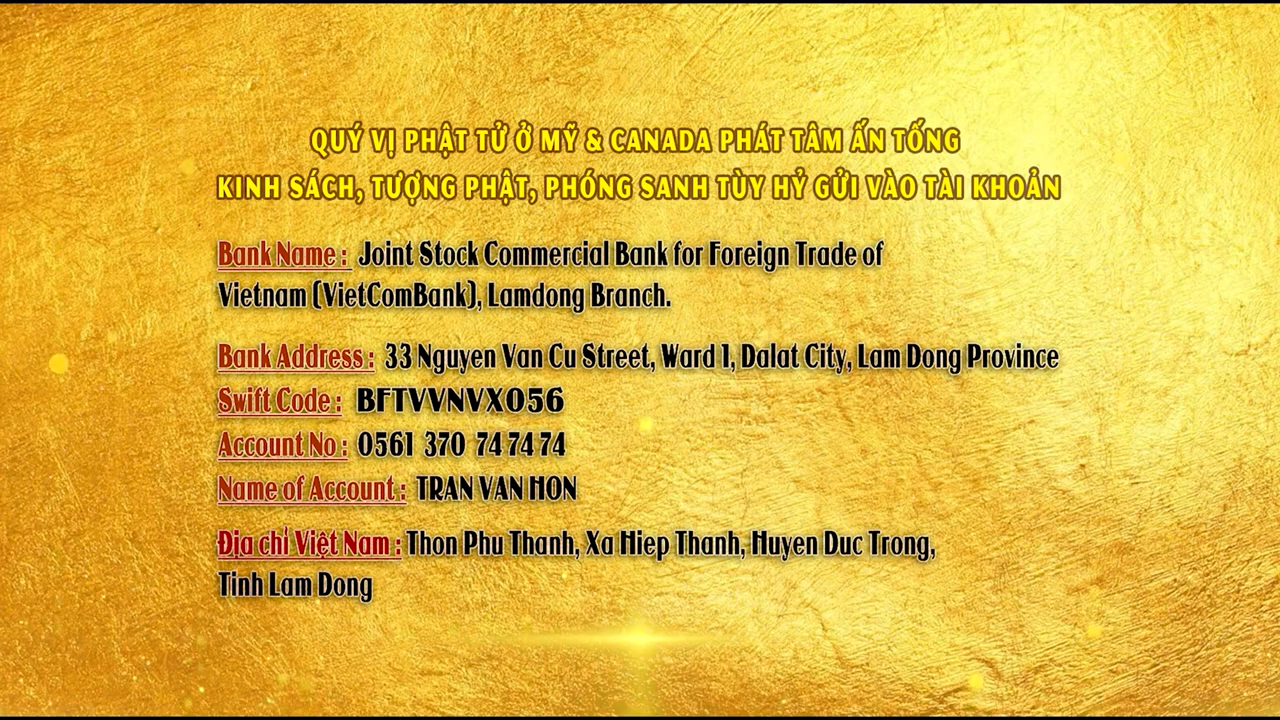 QUÝ VỊ PHẬT TỬ Ở MỸ & CANADA PHÁT TÂM ẤN TỐNG
KINH SÁCH, TƯỢNG PHẬT, PHÓNG SANH TÙY HỶ GỬI VÀO TÀI KHOẢN
Bank Name : Joint Stock Commercial Bank for Foreign Trade of
Vietnam (VietComBank), Lamdong Branch.
Bank Address : 33 Nguyen Van Cu Street, Ward 1, Dalat City, Lam Dong Province
Swift Code : BFTVVNVX056
Account No : 0561 370 74 74 74
Name of Account : TRAN VAN HON
Địa chỉ Việt Nam : Thon Phu Thanh, Xa Hiep Thanh, Huyen Duc Trong,
Tinh Lam Dong